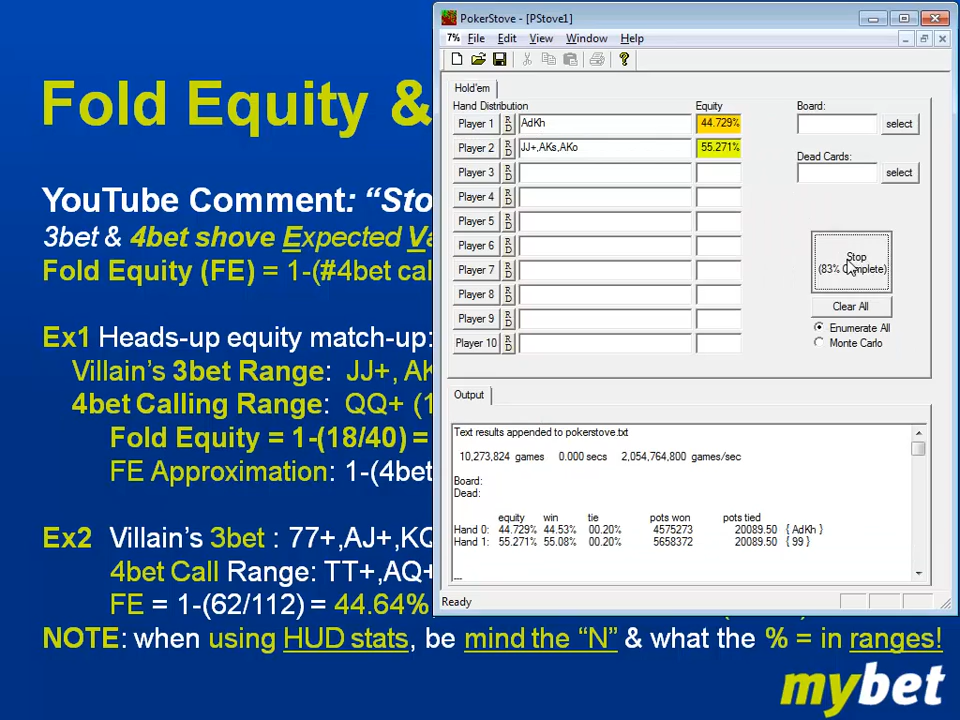 Fold Equity &
YouTube Comment: “Sto
3bet & 4bet shove Expected Va
Fold Equity (FE) = 1-(#4bet cal
Ex1 Heads-up equity match-up:
Villain’s 3bet Range: JJ+, AK
4bet Calling Range: QQ+ (1
Fold Equity = 1-(18/40) =
FE Approximation: 1-(4bet
Ex2 Villain’s 3bet : 77+,AJ+,KQ
4bet Call Range: TT+,AQ+
FE = 1-(62/112) = 44.64%
NOTE: when using HUD stats, be mind the “N” & what the % = in ranges!
mybet
PokerStove - [PStove1]
7% File Edit View Window Help
Hold'em
Hand Distribution Equity Board:
Player 1 R D AdKh 44.729% select
Player 2 R D JJ+,AKs,AKo 55.271%
Dead Cards:
Player 3 R D select
Player 4 R D
Player 5 R D
Player 6 R D
Player 7 R D
Player 8 R D
Player 9 R D
Player 10 R D
Stop
(83% Complete)
Clear All
Enumerate All
Monte Carlo
Output
Text results appended to pokerstove.txt
10,273,824 games 0.000 secs 2,054,764,800 games/sec
Board:
Dead:
equity win tie pots won pots tied
Hand 0: 44.729% 44.53% 00.20% 4575273 20089.50 { AdKh }
Hand 1: 55.271% 55.08% 00.20% 5658372 20089.50 { 99 }
---
Ready